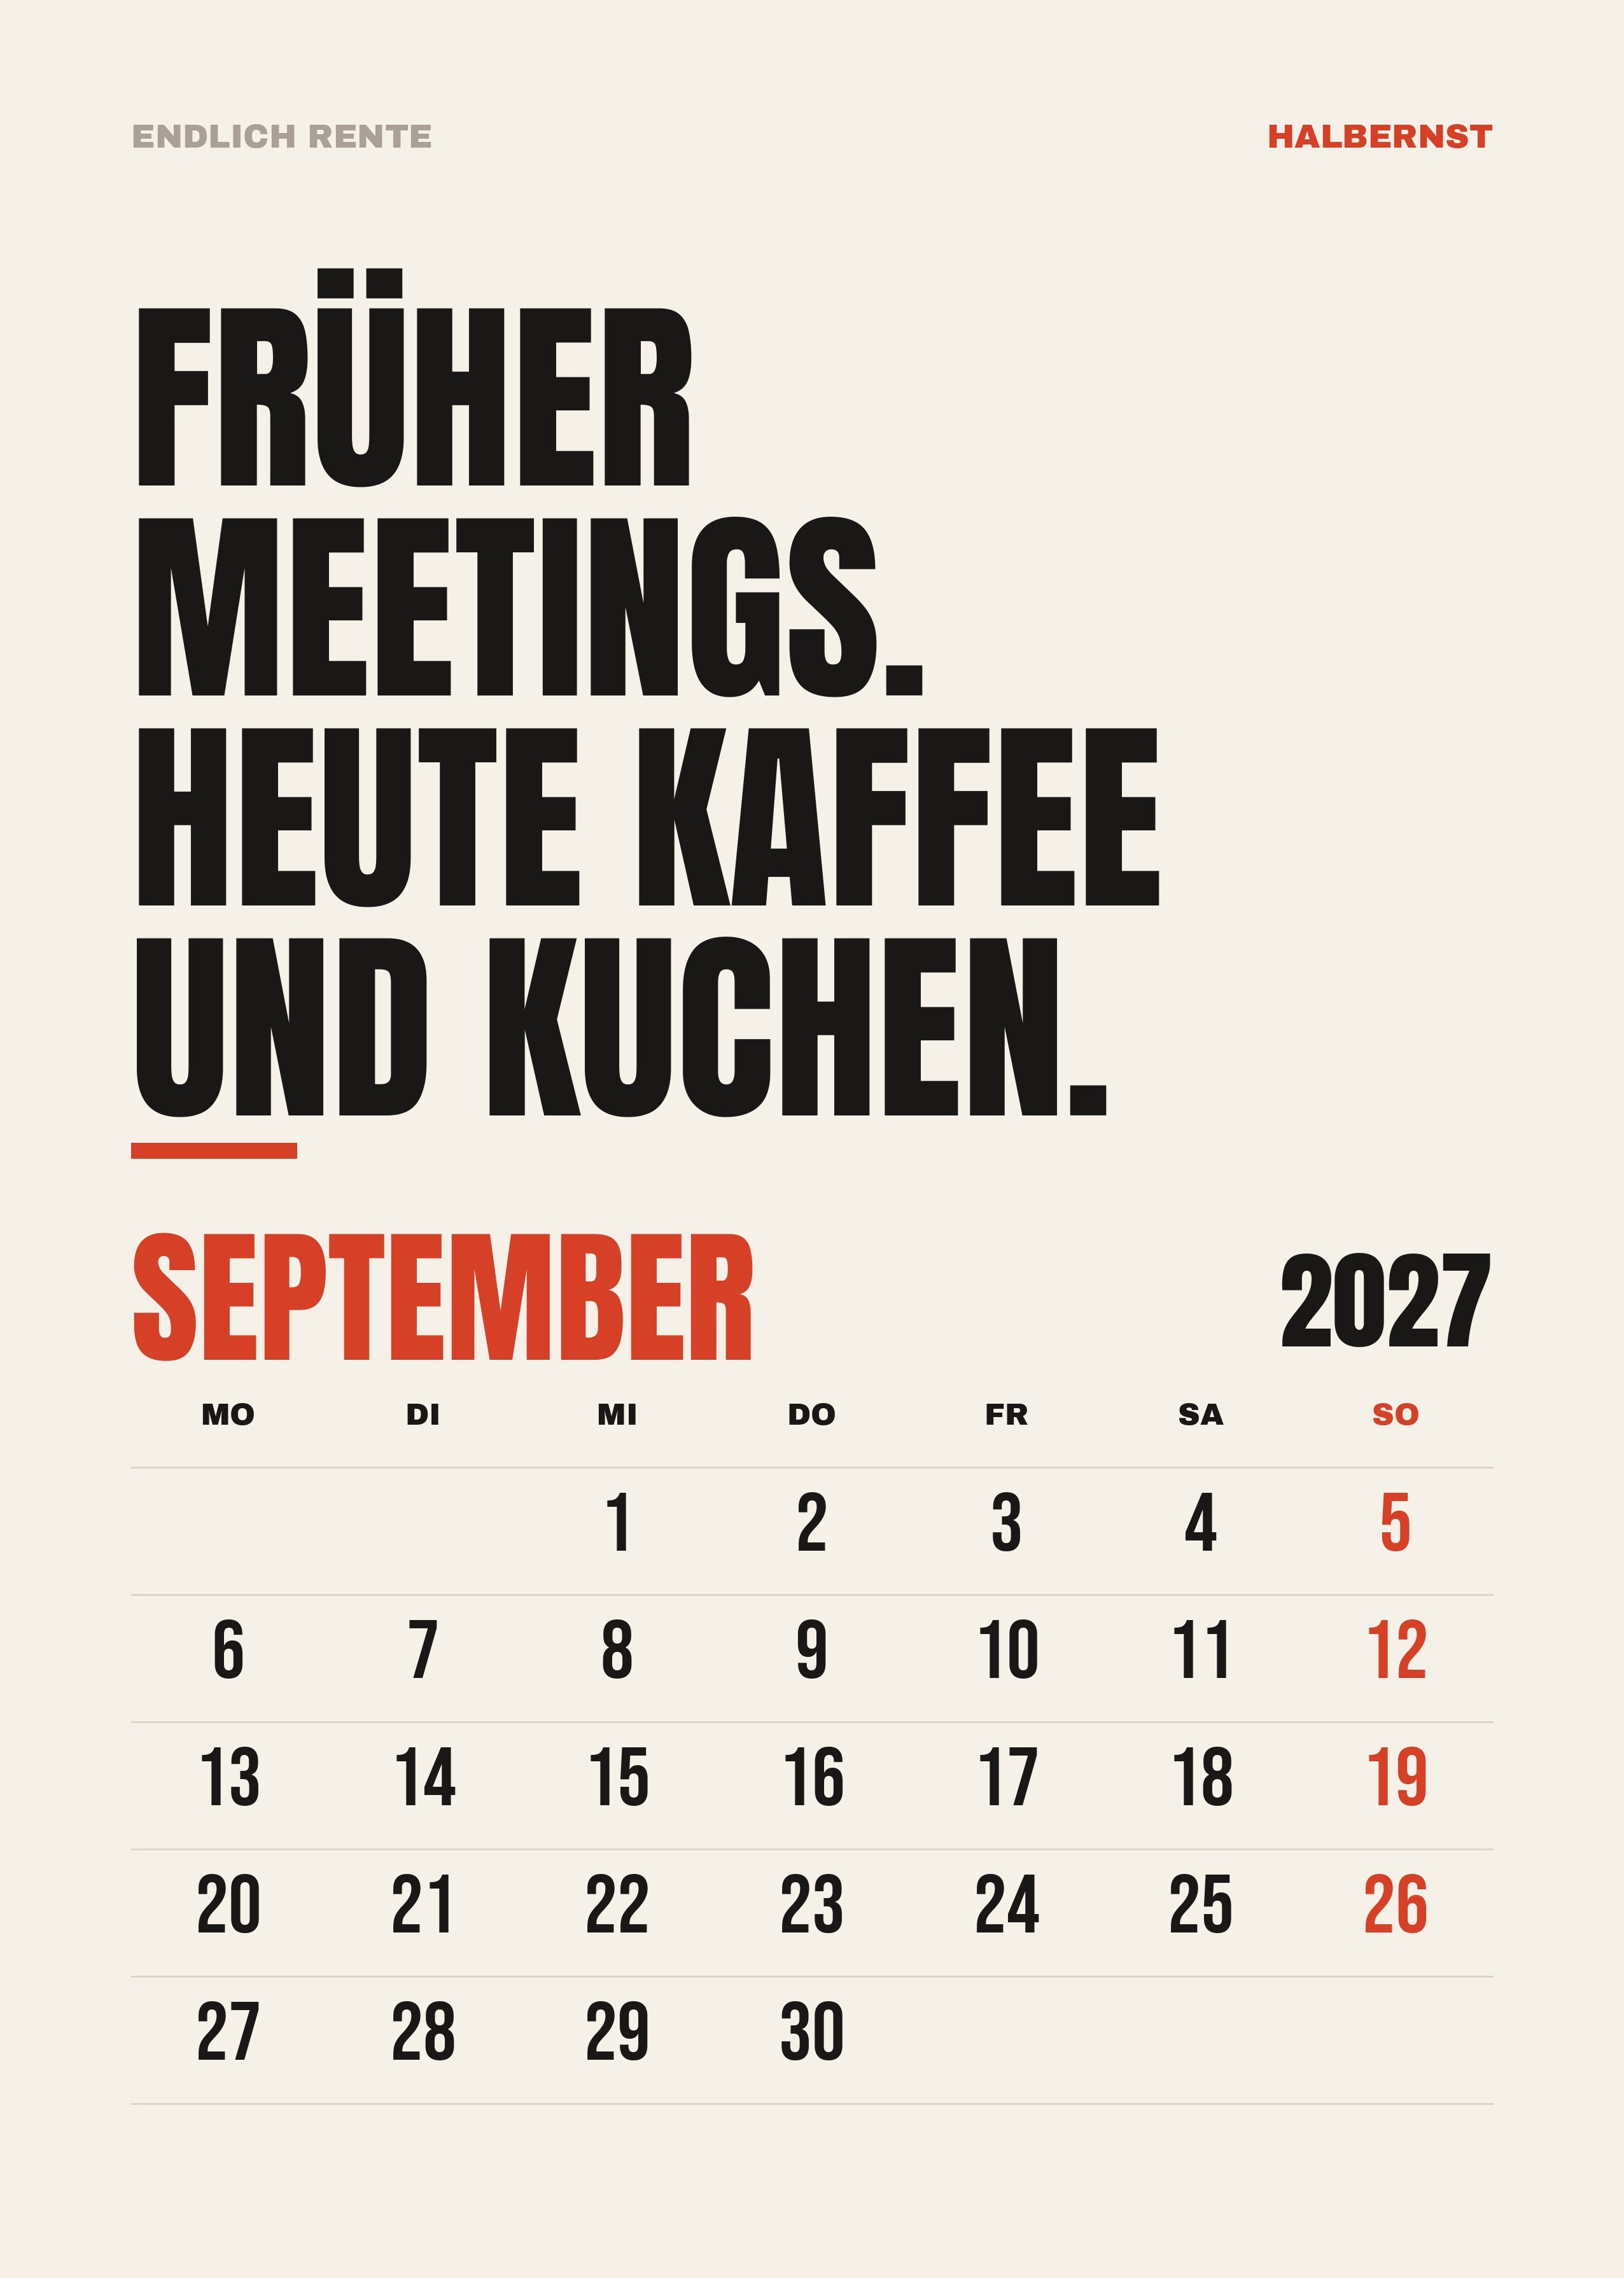 ENDLICH RENTE HALBERNST
FRÜHER
MEETINGS.
HEUTE KAFFEE
UND KUCHEN.
SEPTEMBER 2027
MO DI MI DO FR SA SO
1 2 3 4 5
6 7 8 9 10 11 12
13 14 15 16 17 18 19
20 21 22 23 24 25 26
27 28 29 30